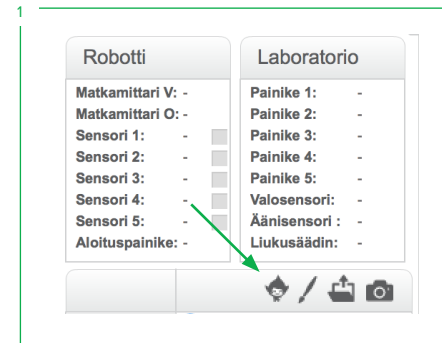 1
Robotti
Matkamittari V: -
Matkamittari O: -
Sensori 1: -
Sensori 2: -
Sensori 3: -
Sensori 4: -
Sensori 5: -
Aloituspainike: -
Laboratorio
Painike 1: -
Painike 2: -
Painike 3: -
Painike 4: -
Painike 5: -
Valosensori: -
Äänisensori : -
Liukusäädin: -